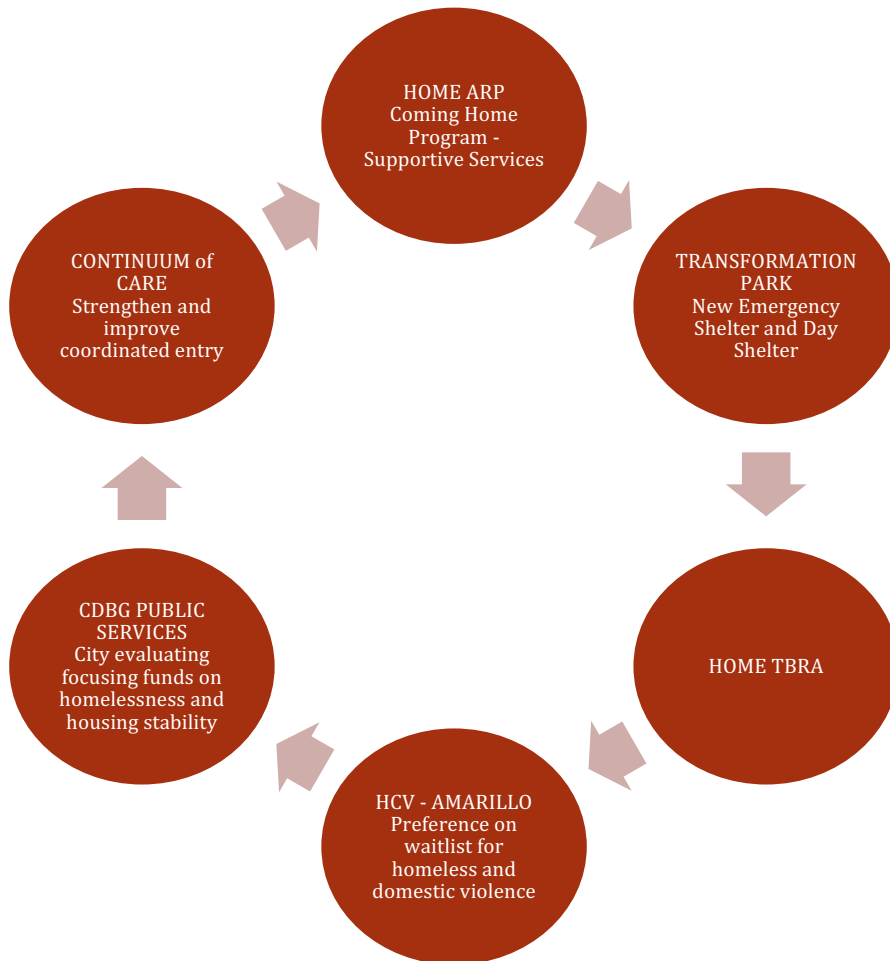 HOME ARP
Coming Home
Program -
Supportive Services
TRANSFORMATION
PARK
New Emergency
Shelter and Day
Shelter
HOME TBRA
HCV - AMARILLO
Preference on
waitlist for
homeless and
domestic violence
CDBG PUBLIC
SERVICES
City evaluating
focusing funds on
homelessness and
housing stability
CONTINUUM of
CARE
Strengthen and
improve
coordinated entry